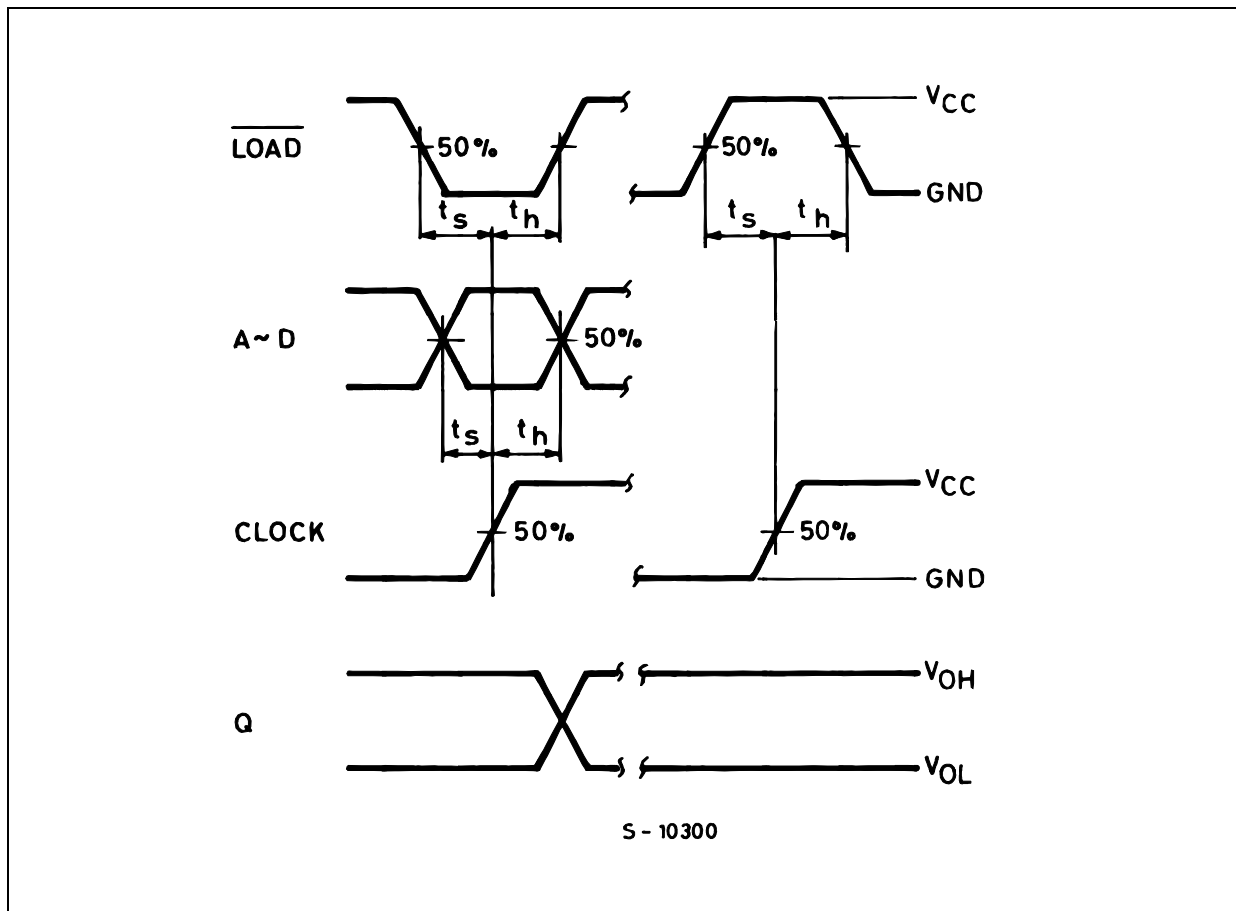 V_CC
LOAD 50% 50%
GND
t_s t_h t_s t_h
A~D 50%
t_s t_h
V_CC
CLOCK 50% 50%
GND
V_OH
Q
V_OL
S-10300